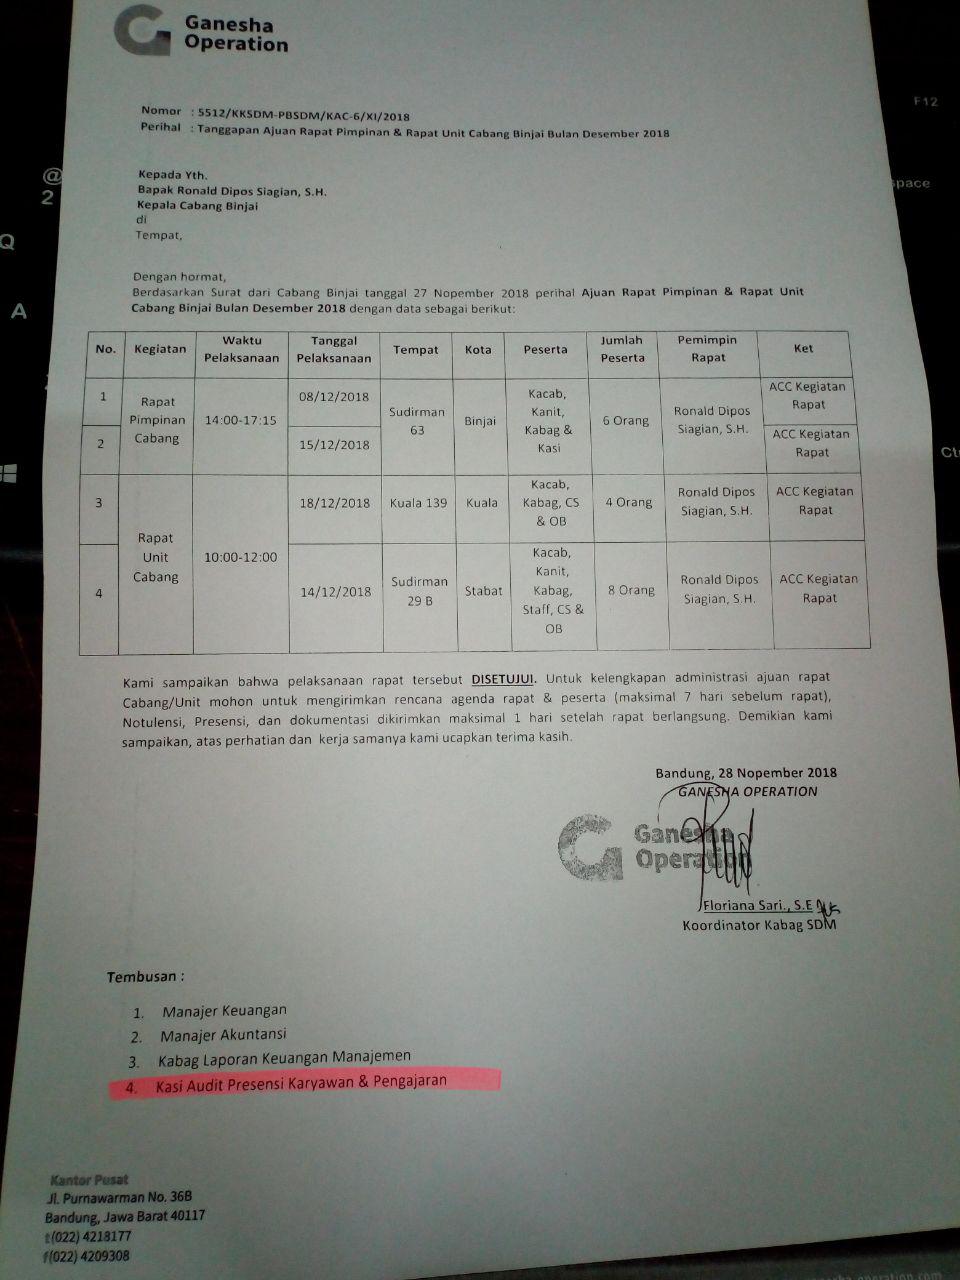 Ganesha
Operation
Nomor : 5512/KKSDM-PBSDM/KAC-6/XI/2018
Perihal : Tanggapan Ajuan Rapat Pimpinan & Rapat Unit Cabang Binjai Bulan Desember 2018
Kepada Yth.
Bapak Ronald Dipos Siagian, S.H.
Kepala Cabang Binjai
di
Tempat,
Dengan hormat,
Berdasarkan Surat dari Cabang Binjai tanggal 27 Nopember 2018 perihal Ajuan Rapat Pimpinan & Rapat Unit
Cabang Binjai Bulan Desember 2018 dengan data sebagai berikut:
No. Kegiatan Waktu Pelaksanaan Tanggal Pelaksanaan Tempat Kota Peserta Jumlah Peserta Pemimpin Rapat Ket
1 Rapat Pimpinan Cabang 14:00-17:15 08/12/2018 Sudirman 63 Binjai Kacab, Kanit, Kabag & Kasi 6 Orang Ronald Dipos Siagian, S.H. ACC Kegiatan Rapat
2 15/12/2018 ACC Kegiatan Rapat
3 Rapat Unit Cabang 10:00-12:00 18/12/2018 Kuala 139 Kuala Kacab, Kabag, CS & OB 4 Orang Ronald Dipos Siagian, S.H. ACC Kegiatan Rapat
4 14/12/2018 Sudirman 29 B Stabat Kacab, Kanit, Kabag, Staff, CS & OB 8 Orang Ronald Dipos Siagian, S.H. ACC Kegiatan Rapat
Kami sampaikan bahwa pelaksanaan rapat tersebut DISETUJUI. Untuk kelengkapan administrasi ajuan rapat
Cabang/Unit mohon untuk mengirimkan rencana agenda rapat & peserta (maksimal 7 hari sebelum rapat),
Notulensi, Presensi, dan dokumentasi dikirimkan maksimal 1 hari setelah rapat berlangsung. Demikian kami
sampaikan, atas perhatian dan kerja samanya kami ucapkan terima kasih.
Bandung, 28 Nopember 2018
GANESHA OPERATION
Ganesha
Operation
Floriana Sari., S.E
Koordinator Kabag SDM
Tembusan :
1. Manajer Keuangan
2. Manajer Akuntansi
3. Kabag Laporan Keuangan Manajemen
4. Kasi Audit Presensi Karyawan & Pengajaran
Kantor Pusat
Jl. Purnawarman No. 36B
Bandung, Jawa Barat 40117
t(022) 4218177
f(022) 4209308
F12
@
2
Q
A